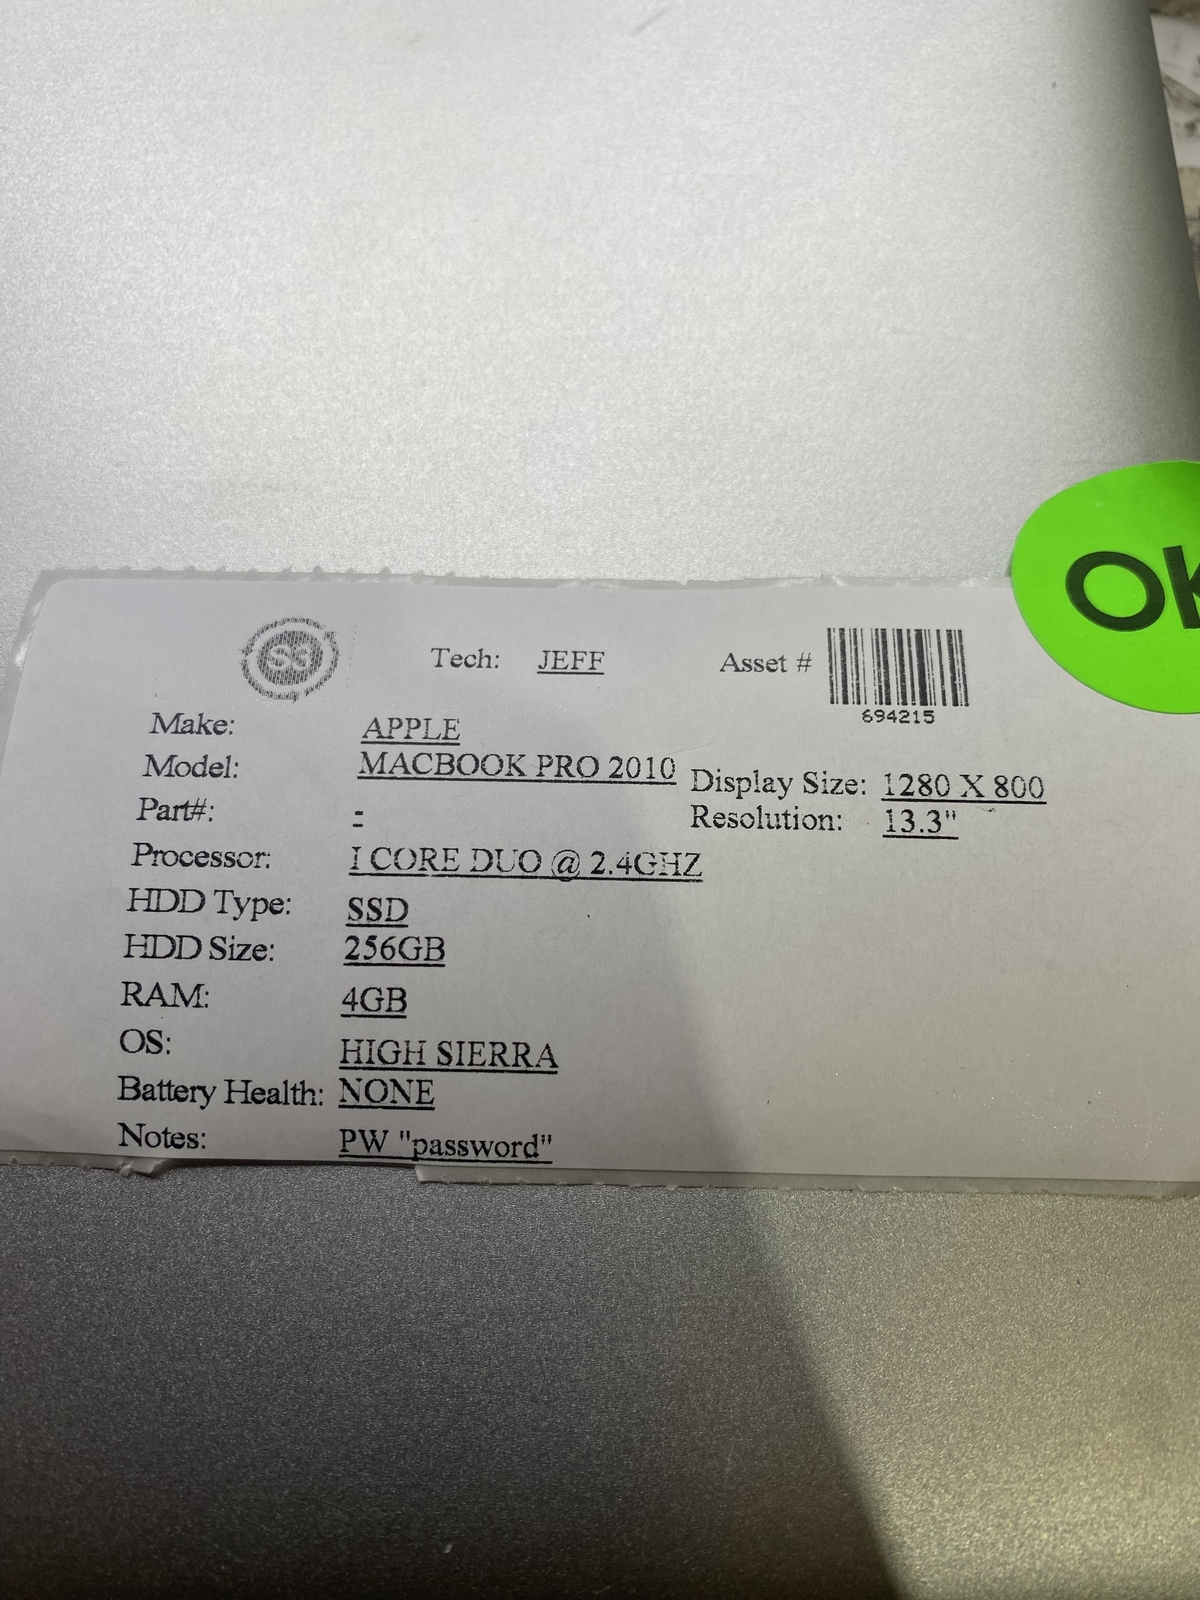 S3
Tech: JEFF
Asset #
694215
OK
Make: APPLE
Model: MACBOOK PRO 2010
Display Size: 1280 X 800
Part#: -
Resolution: 13.3"
Processor: I CORE DUO @ 2.4GHZ
HDD Type: SSD
HDD Size: 256GB
RAM: 4GB
OS: HIGH SIERRA
Battery Health: NONE
Notes: PW "password"